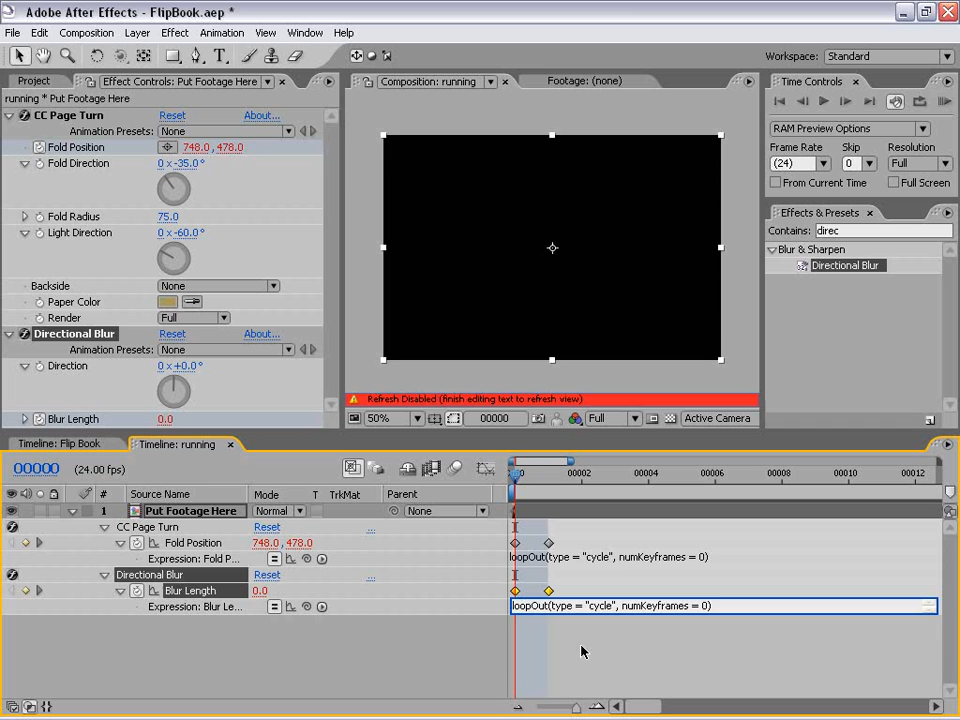 Adobe After Effects - FlipBook.aep *
File Edit Composition Layer Effect Animation View Window Help
Workspace: Standard
Project Effect Controls: Put Footage Here
running * Put Footage Here
CC Page Turn Reset About...
Animation Presets: None
Fold Position 748.0, 478.0
Fold Direction 0 x -35.0°
Fold Radius 75.0
Light Direction 0 x -60.0°
Backside None
Paper Color
Render Full
Directional Blur Reset About...
Animation Presets: None
Direction 0 x +0.0°
Blur Length 0.0
Composition: running Footage: (none)
Refresh Disabled (finish editing text to refresh view)
50% 00000 Full Active Camera
Time Controls
RAM Preview Options
Frame Rate Skip Resolution
(24) 0 Full
From Current Time Full Screen
Effects & Presets
Contains: direc
Blur & Sharpen
Directional Blur
Timeline: Flip Book Timeline: running
00000 (24.00 fps)
00002 00004 00006 00008 00010 00012
# Source Name Mode T TrkMat Parent
1 Put Footage Here Normal None
CC Page Turn Reset ...
Fold Position 748.0, 478.0
Expression: Fold P... loopOut(type = "cycle", numKeyframes = 0)
Directional Blur Reset ...
Blur Length 0.0
Expression: Blur Le... loopOut(type = "cycle", numKeyframes = 0)